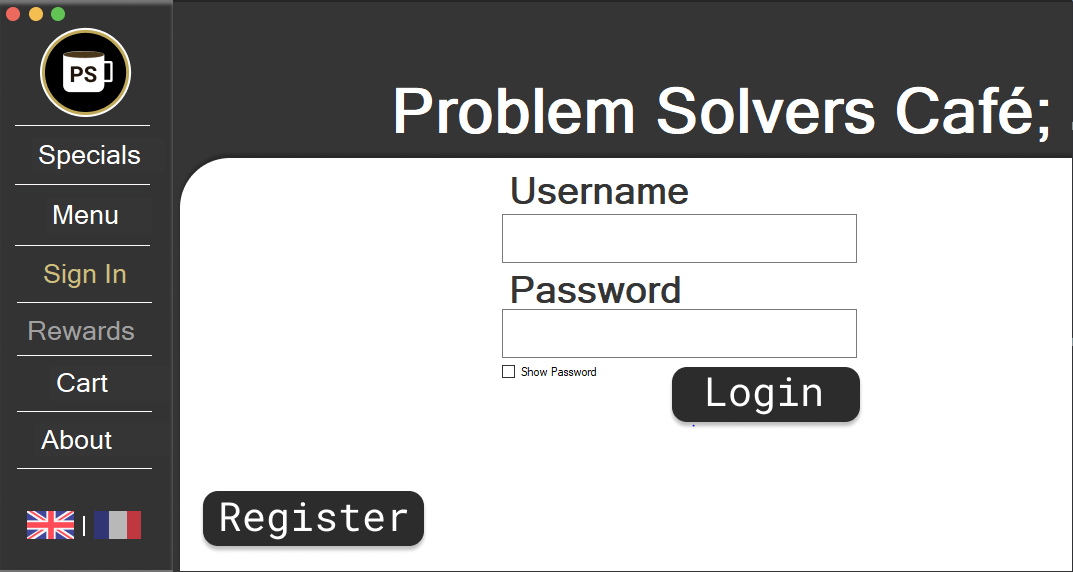 PS
Problem Solvers Café;
Specials
Menu
Sign In
Rewards
Cart
About
|
Username
Password
Show Password
Login
Register